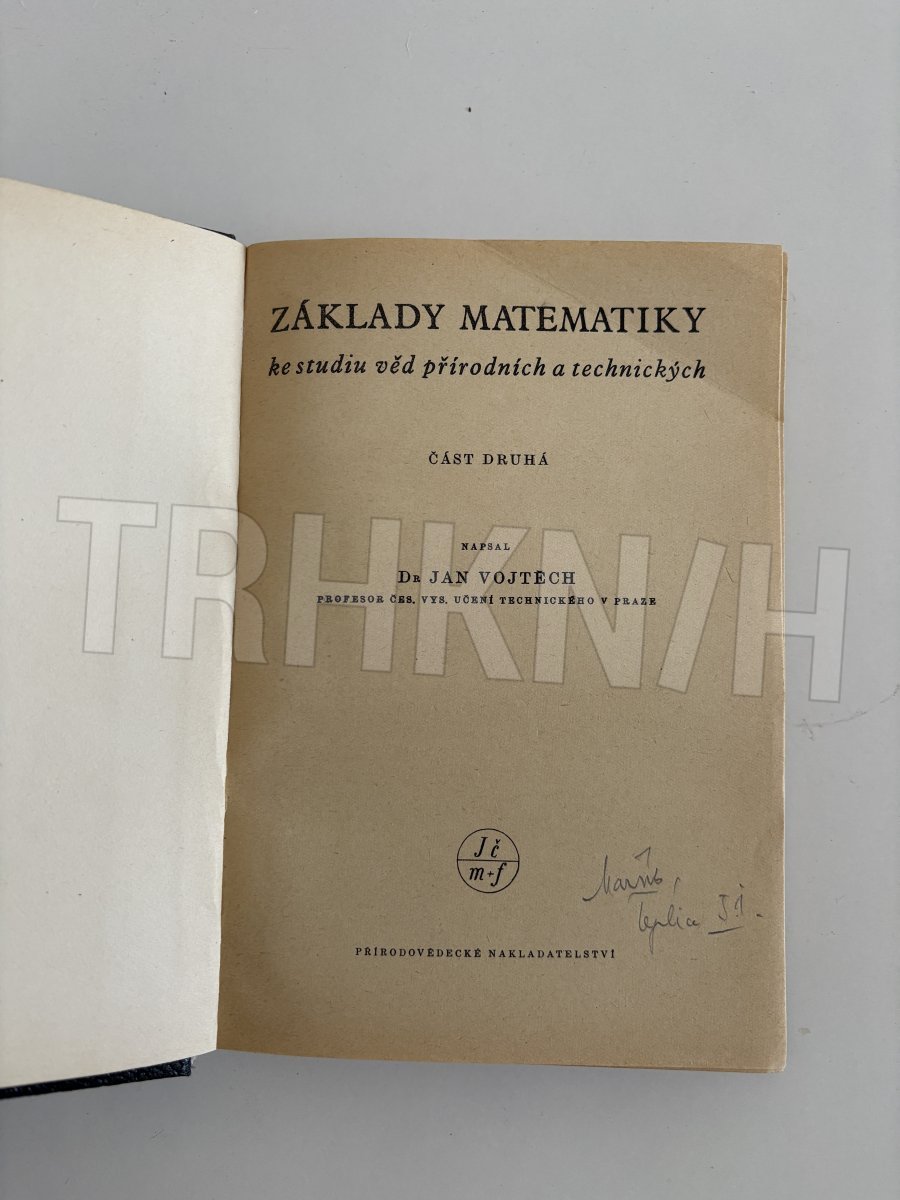 ZÁKLADY MATEMATIKY
ke studiu věd přírodních a technických
ČÁST DRUHÁ
NAPSAL
Dr JAN VOJTĚCH
PROFESOR ČES. VYS. UČENÍ TECHNICKÉHO V PRAZE
TRHKN/H
Jč
m+f
PŘÍRODOVĚDECKÉ NAKLADATELSTVÍ